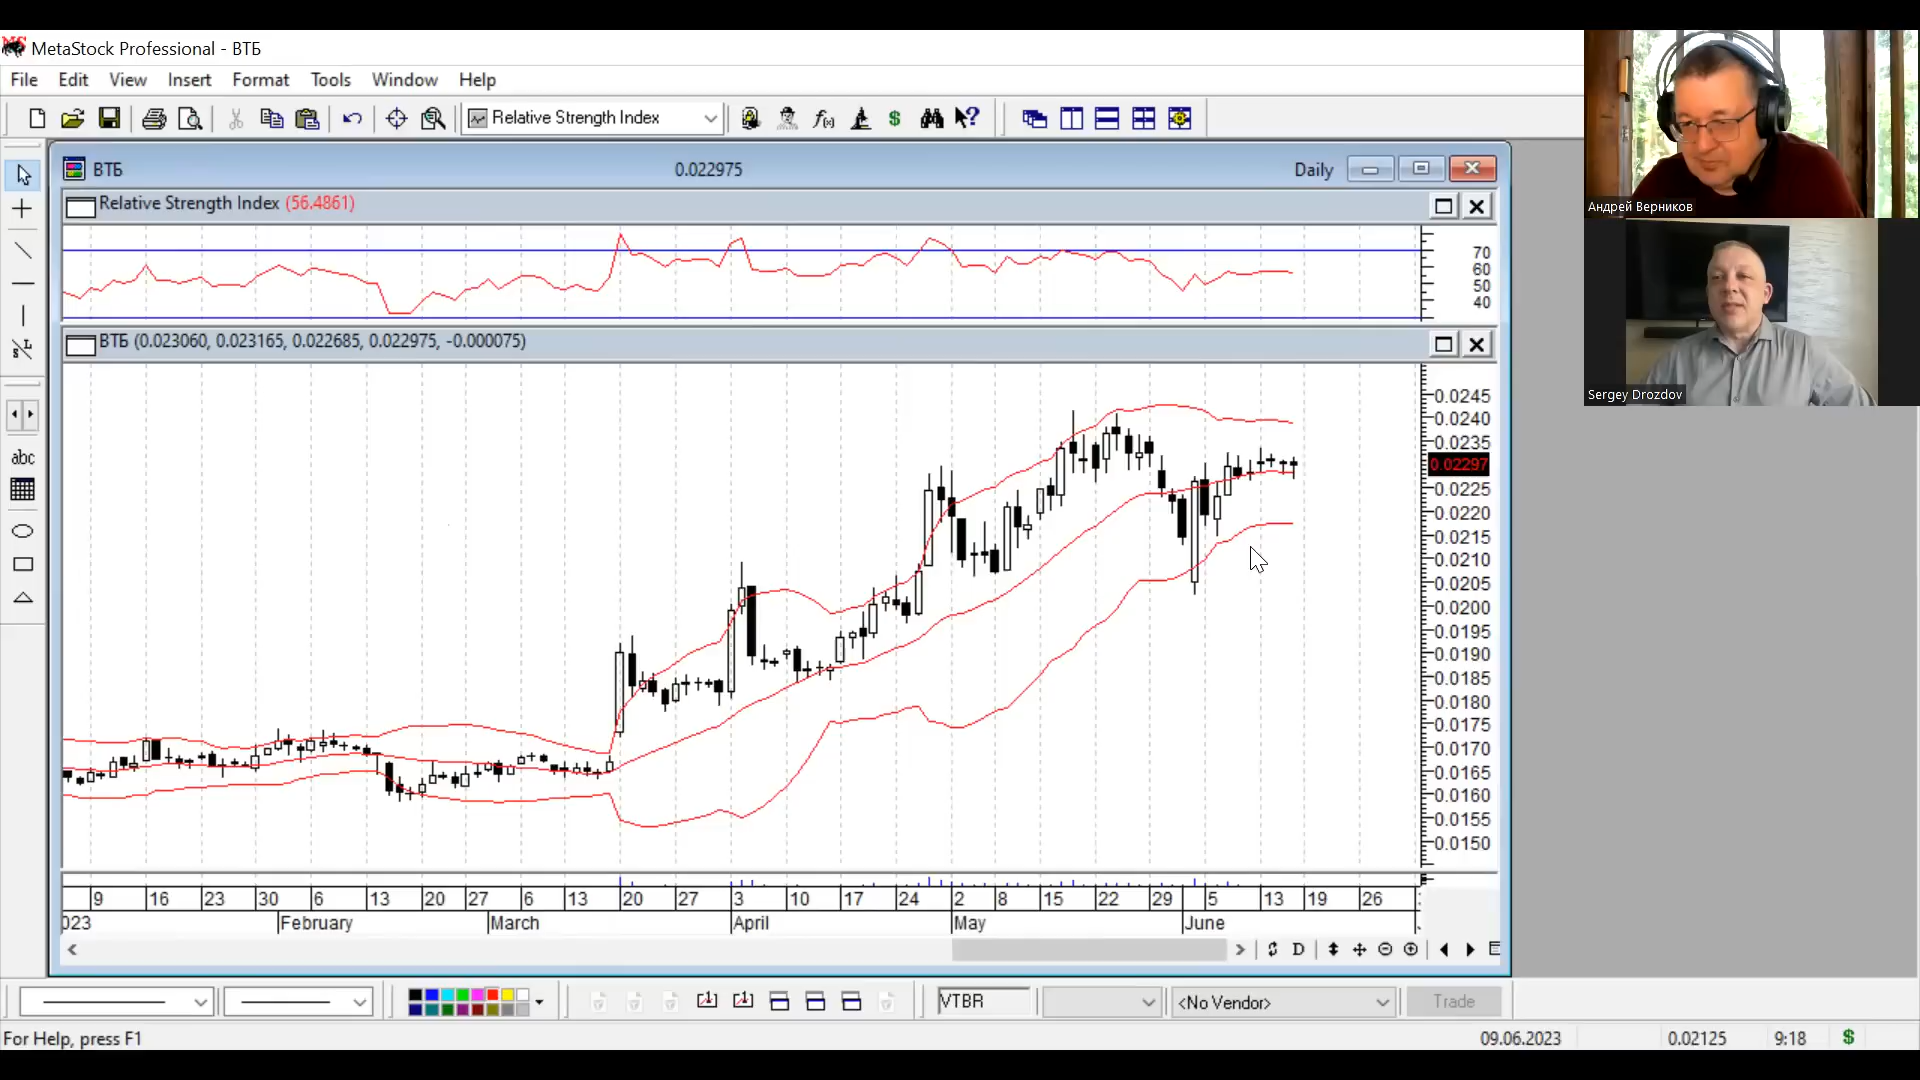 MetaStock Professional - ВТБ
File Edit View Insert Format Tools Window Help
Relative Strength Index
ВТБ 0.022975 Daily
Relative Strength Index (56.4861)
70
60
50
40
ВТБ (0.023060, 0.023165, 0.022685, 0.022975, -0.000075)
0.0245
0.0240
0.0235
0.02297
0.0225
0.0220
0.0215
0.0210
0.0205
0.0200
0.0195
0.0190
0.0185
0.0180
0.0175
0.0170
0.0165
0.0160
0.0155
0.0150
abc
9 16 23 30 6 13 20 27 6 13 20 27 3 10 17 24 2 8 15 22 29 5 13 19 26
023 February March April May June
D
VTBR <No Vendor> Trade
For Help, press F1 09.06.2023 0.02125 9:18 $
Андрей Верников
Sergey Drozdov